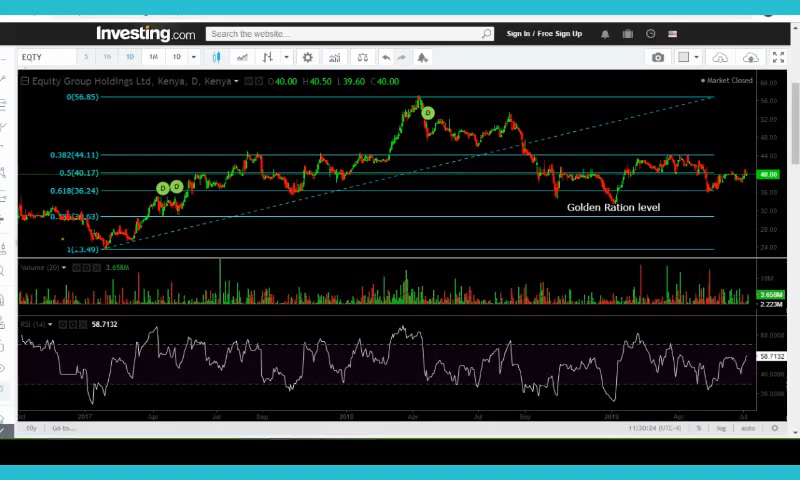 Investing.com Search the website... Sign In / Free Sign Up
EQTY 5 1h 1D 1M 1D
Equity Group Holdings Ltd, Kenya, D, Kenya O40.00 H40.50 L39.60 C40.00 Market Closed
60.00
0(56.85)
56.00
D
52.00
48.00
0.382(44.11)
44.00
0.5(40.17)
40.00
D D
0.618(36.24)
36.00
Golden Ration level
32.00
28.00
1(23.49)
24.00
Volume (20) 3.658M
10M
3.658M
2.223M
RSI (14) 58.7132
80.0000
58.7132
40.0000
20.0000
Oct 2017 Apr Jul Sep 2018 Apr Jul Sep 2019 Apr Jul
10y Go to... 11:30:24 (UTC-4) % log auto